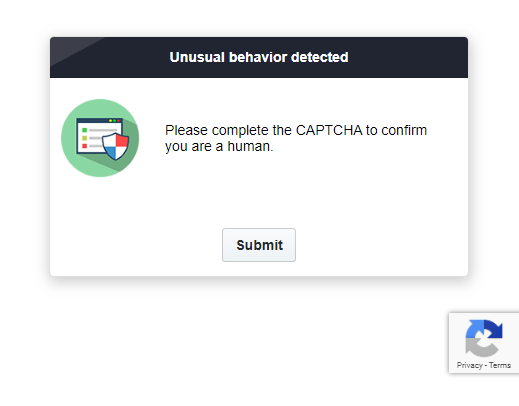 Unusual behavior detected
Please complete the CAPTCHA to confirm
you are a human.
Submit
Privacy - Terms